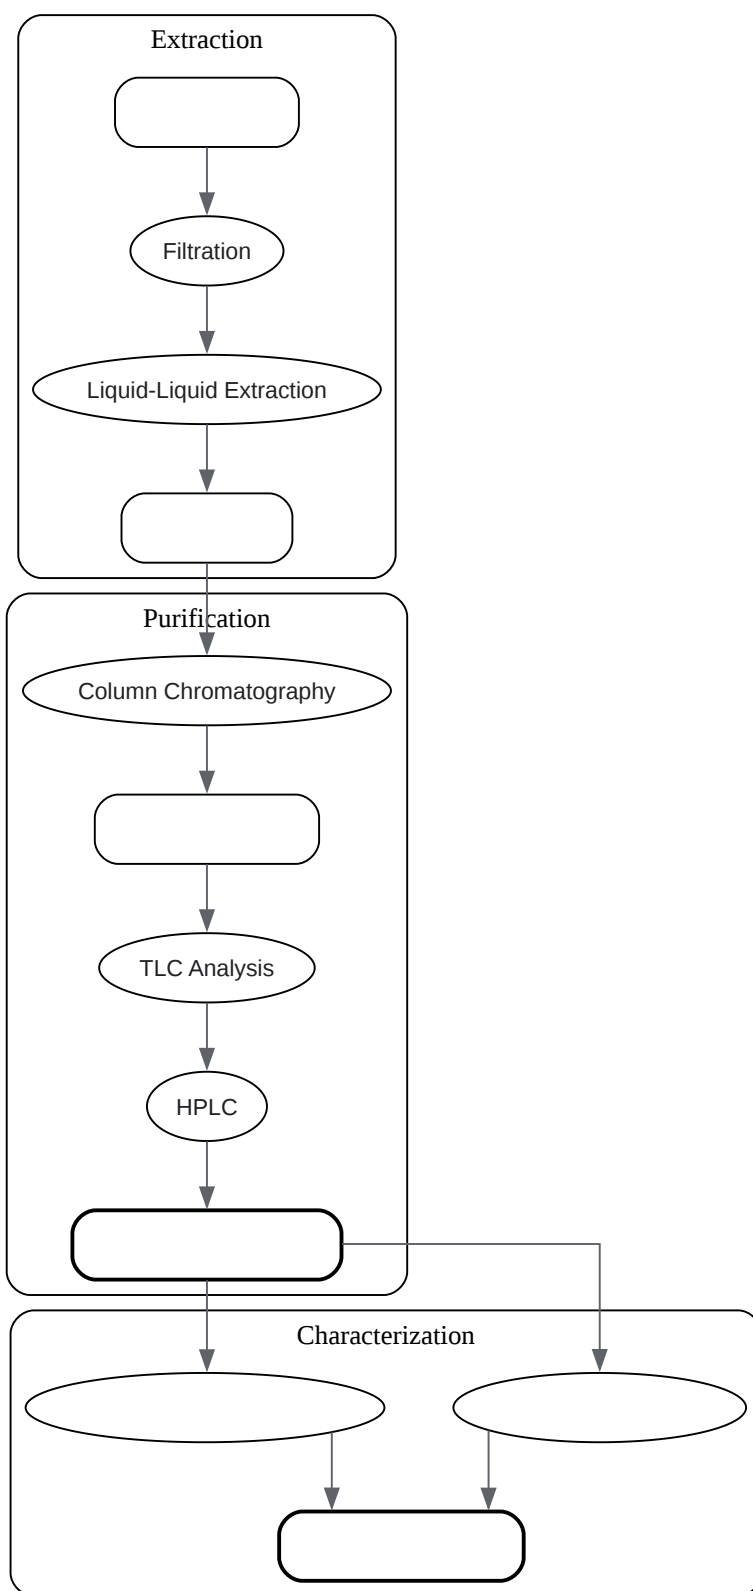 Extraction
Filtration
Liquid-Liquid Extraction
Purification
Column Chromatography
TLC Analysis
HPLC
Characterization